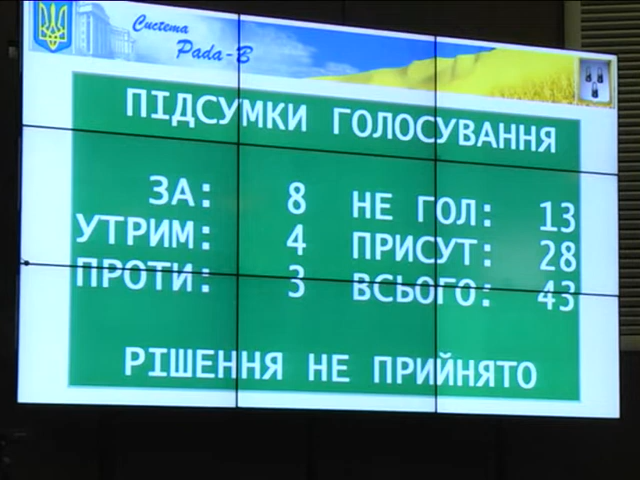 Система
Рада-В
ПІДСУМКИ ГОЛОСУВАННЯ
ЗА: 8 НЕ ГОЛ: 13
УТРИМ: 4 ПРИСУТ: 28
ПРОТИ: 3 ВСЬОГО: 43
РІШЕННЯ НЕ ПРИЙНЯТО